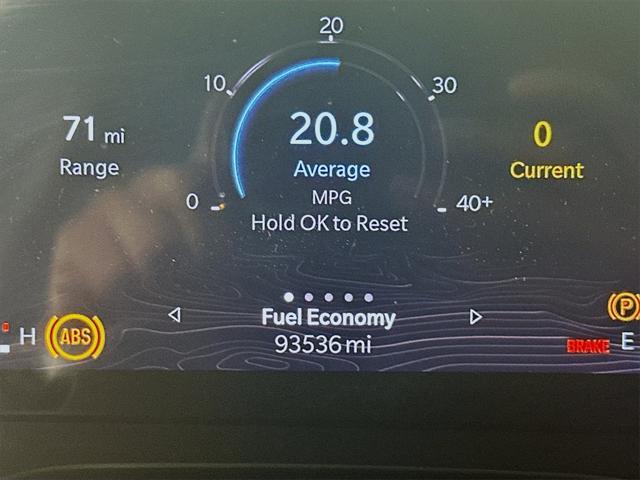 20
10
30
71 mi
Range
20.8
Average
MPG
Hold OK to Reset
0
Current
0
40+
Fuel Economy
93536 mi
H
ABS
P
BRAKE
E